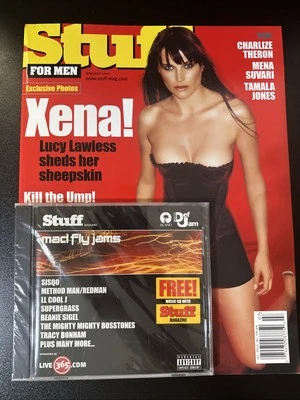 Stuff
FOR MEN
www.stuff-mag.com
Exclusive Photos
CHARLIZE
THERON
MENA
SUVARI
TAMALA
JONES
Xena!
Lucy Lawless
sheds her
sheepskin
Kill the Ump!
Stuff
MAGAZINE
Def
Jam
mad fly jams
SISQO
METHOD MAN/REDMAN
LL COOL J
SUPERGRASS
BEANIE SIGEL
THE MIGHTY MIGHTY BOSSTONES
TRACY BONHAM
PLUS MANY MORE...
FREE!
MUSIC CD WITH
Stuff
MAGAZINE
LIVE 365.com
PARENTAL
ADVISORY
EXPLICIT CONTENT